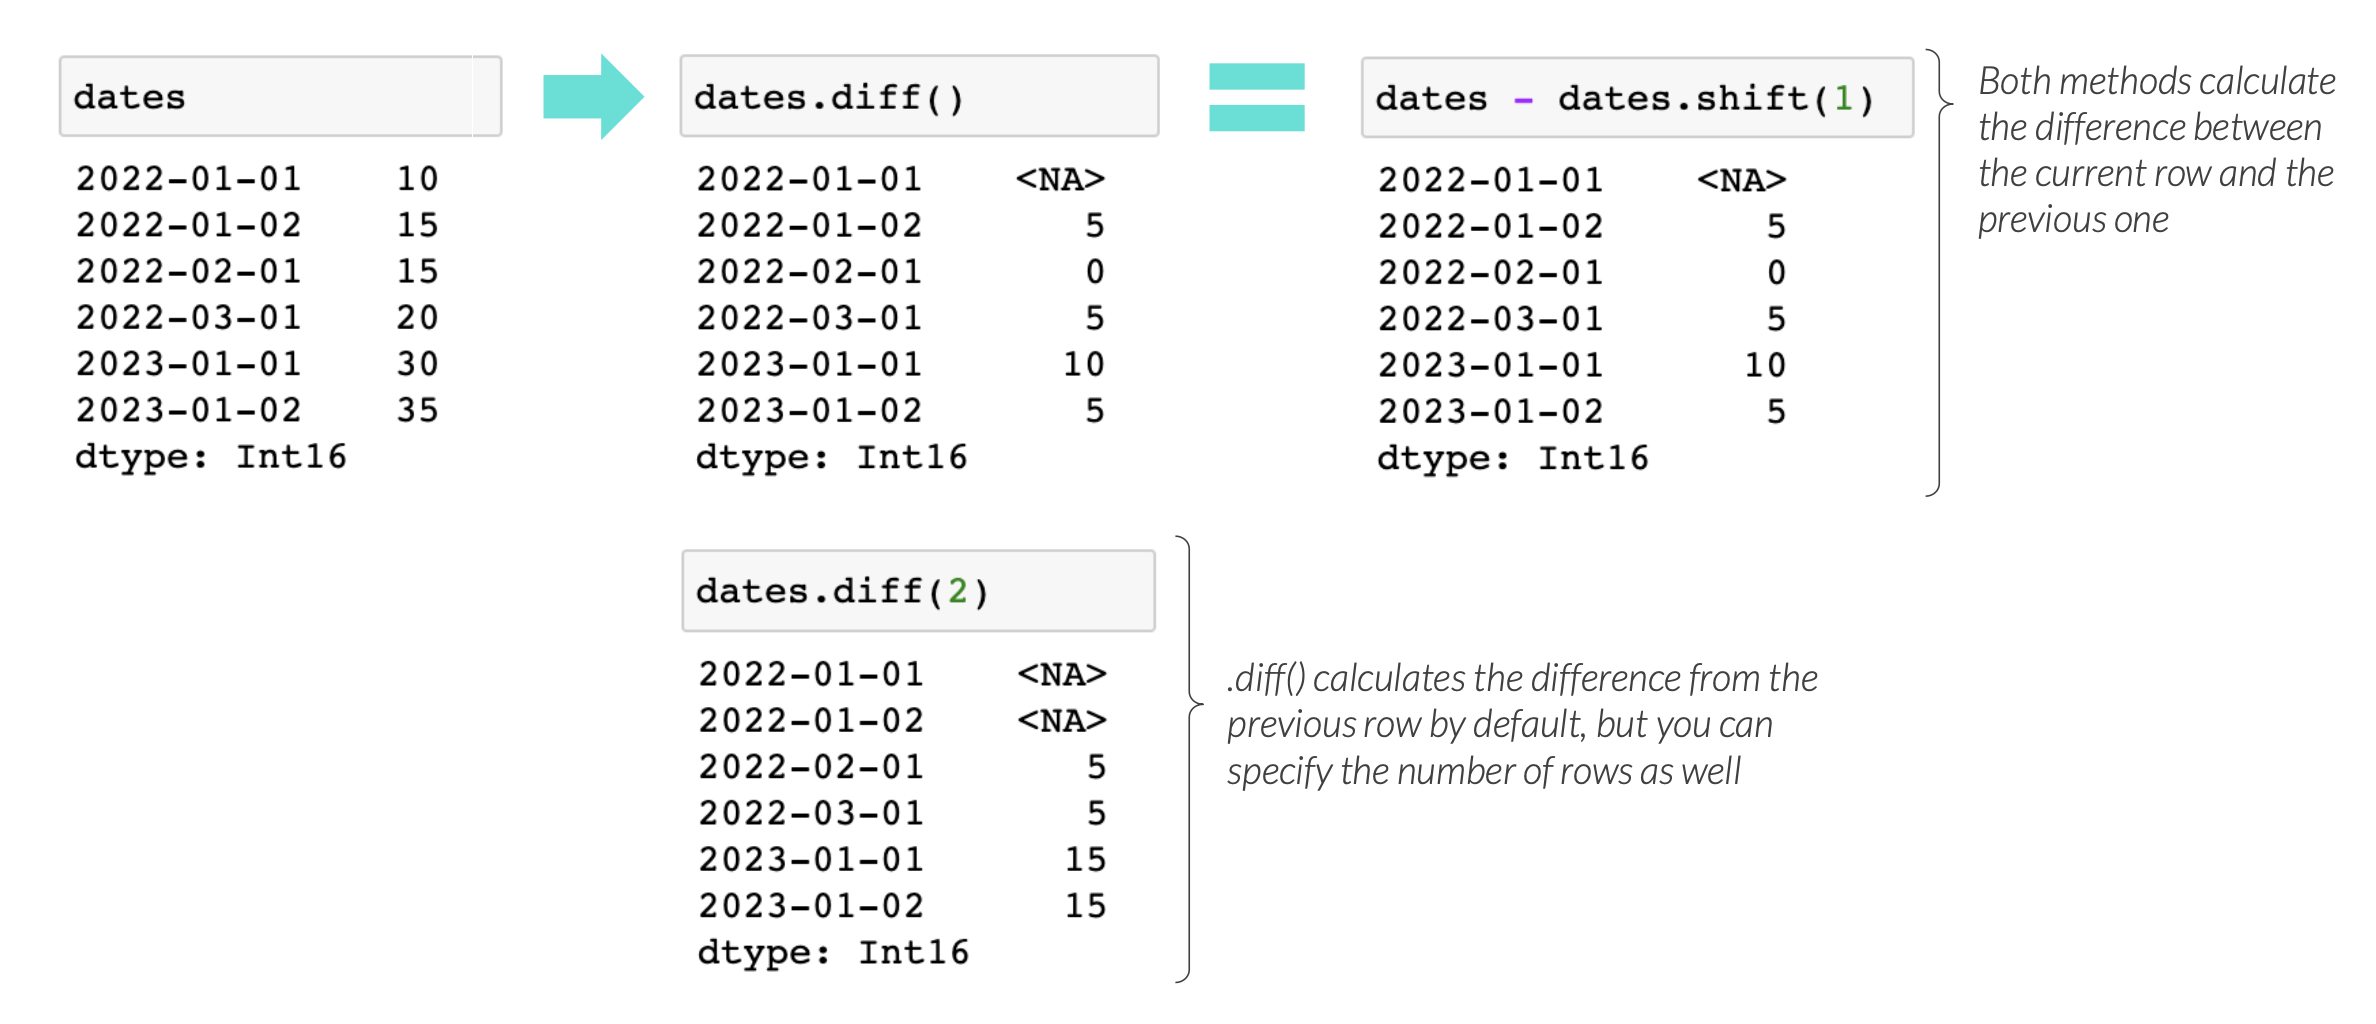 dates
2022-01-01 10
2022-01-02 15
2022-02-01 15
2022-03-01 20
2023-01-01 30
2023-01-02 35
dtype: Int16
dates.diff()
2022-01-01 <NA>
2022-01-02 5
2022-02-01 0
2022-03-01 5
2023-01-01 10
2023-01-02 5
dtype: Int16
dates - dates.shift(1)
2022-01-01 <NA>
2022-01-02 5
2022-02-01 0
2022-03-01 5
2023-01-01 10
2023-01-02 5
dtype: Int16
Both methods calculate
the difference between
the current row and the
previous one
dates.diff(2)
2022-01-01 <NA>
2022-01-02 <NA>
2022-02-01 5
2022-03-01 5
2023-01-01 15
2023-01-02 15
dtype: Int16
.diff() calculates the difference from the
previous row by default, but you can
specify the number of rows as well